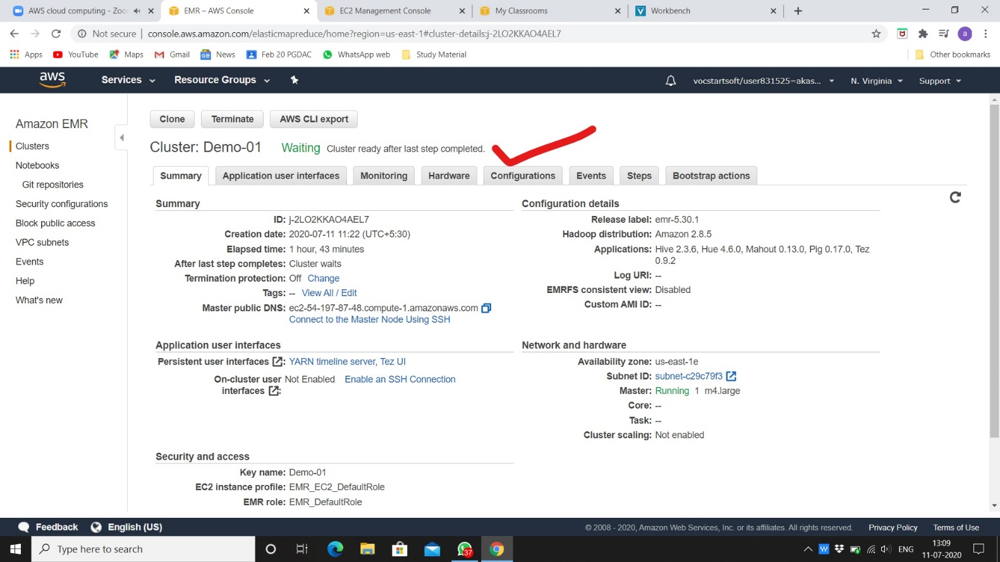 AWS cloud computing - Zoo
EMR – AWS Console
EC2 Management Console
My Classrooms
Workbench
Not secure
console.aws.amazon.com/elasticmapreduce/home?region=us-east-1#cluster-details:j-2LO2KKAO4AEL7
a
Apps
YouTube
Maps
Gmail
News
Feb 20 PGDAC
WhatsApp web
Study Material
Other bookmarks
aws
Services
Resource Groups
vocstartsoft/user831525=akas...
N. Virginia
Support
Amazon EMR
Clusters
Notebooks
Git repositories
Security configurations
Block public access
VPC subnets
Events
Help
What's new
Clone
Terminate
AWS CLI export
Cluster: Demo-01
Waiting
Cluster ready after last step completed.
Summary
Application user interfaces
Monitoring
Hardware
Configurations
Events
Steps
Bootstrap actions
Summary
ID: j-2LO2KKAO4AEL7
Creation date: 2020-07-11 11:22 (UTC+5:30)
Elapsed time: 1 hour, 43 minutes
After last step completes: Cluster waits
Termination protection: Off Change
Tags: -- View All / Edit
Master public DNS: ec2-54-197-87-48.compute-1.amazonaws.com
Connect to the Master Node Using SSH
Configuration details
Release label: emr-5.30.1
Hadoop distribution: Amazon 2.8.5
Applications: Hive 2.3.6, Hue 4.6.0, Mahout 0.13.0, Pig 0.17.0, Tez
0.9.2
Log URI: --
EMRFS consistent view: Disabled
Custom AMI ID: --
Application user interfaces
Persistent user interfaces : YARN timeline server, Tez UI
On-cluster user Not Enabled Enable an SSH Connection
interfaces :
Network and hardware
Availability zone: us-east-1e
Subnet ID: subnet-c29c79f3
Master: Running 1 m4.large
Core: --
Task: --
Cluster scaling: Not enabled
Security and access
Key name: Demo-01
EC2 instance profile: EMR_EC2_DefaultRole
EMR role: EMR_DefaultRole
Feedback
English (US)
© 2008 - 2020, Amazon Web Services, Inc. or its affiliates. All rights reserved.
Privacy Policy
Terms of Use
Type here to search
37
ENG
13:09
11-07-2020